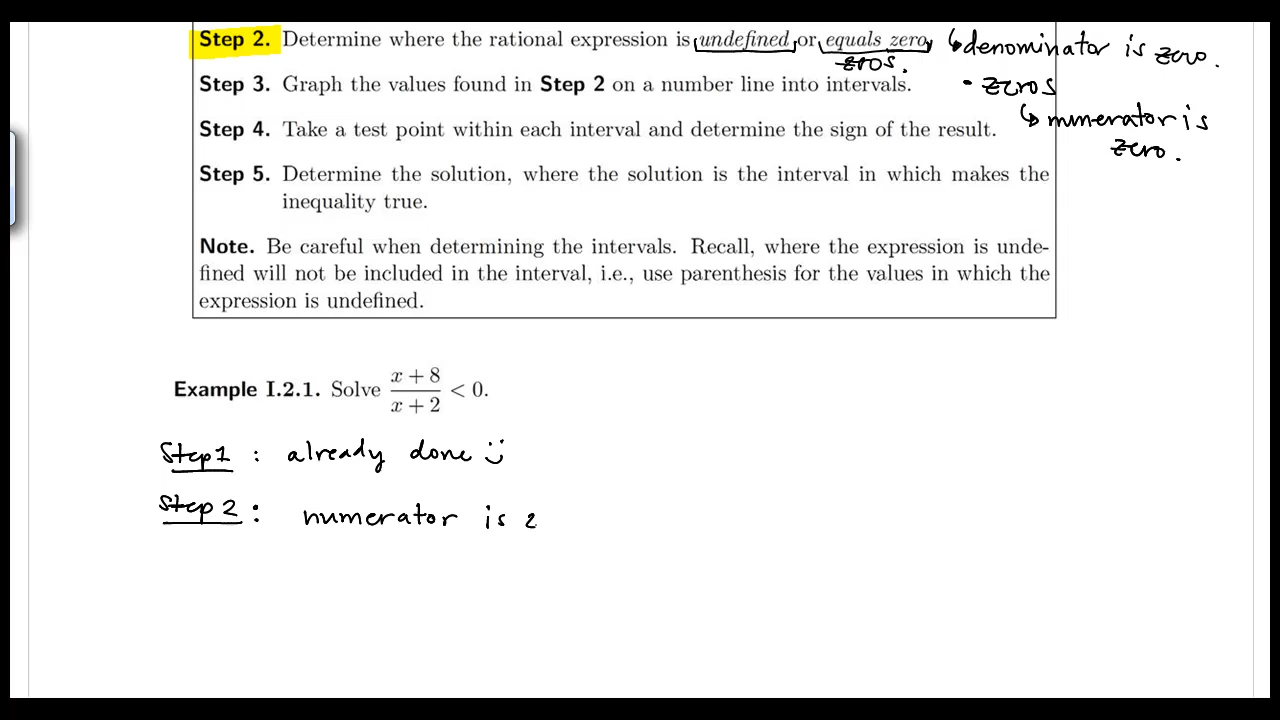 Step 2. Determine where the rational expression is undefined or equals zero, ↳ denominator is zero.
zeros.
Step 3. Graph the values found in Step 2 on a number line into intervals. • zeros
Step 4. Take a test point within each interval and determine the sign of the result. ↳ numerator is
zero.
Step 5. Determine the solution, where the solution is the interval in which makes the
inequality true.
Note. Be careful when determining the intervals. Recall, where the expression is unde-
fined will not be included in the interval, i.e., use parenthesis for the values in which the
expression is undefined.
Example I.2.1. Solve (x + 8)/(x + 2) < 0.
Step 1 : already done :)
Step 2 : numerator is z